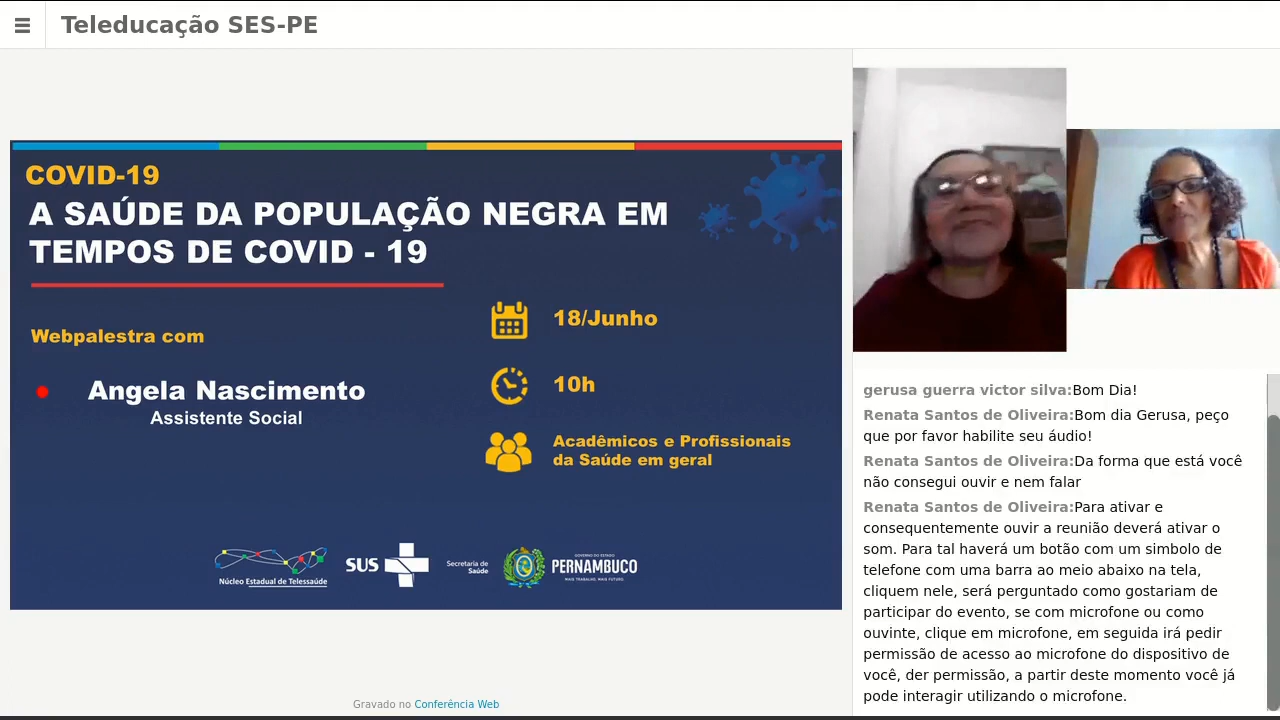 Teleducação SES-PE
COVID-19
A SAÚDE DA POPULAÇÃO NEGRA EM
TEMPOS DE COVID - 19
Webpalestra com
Angela Nascimento
Assistente Social
18/Junho
10h
Acadêmicos e Profissionais
da Saúde em geral
Núcleo Estadual de Telessaúde
SUS
Secretaria de
Saúde
GOVERNO DO ESTADO
PERNAMBUCO
MAIS TRABALHO, MAIS FUTURO.
Gravado no Conferência Web
gerusa guerra victor silva:Bom Dia!
Renata Santos de Oliveira:Bom dia Gerusa, peço
que por favor habilite seu áudio!
Renata Santos de Oliveira:Da forma que está você
não consegui ouvir e nem falar
Renata Santos de Oliveira:Para ativar e
consequentemente ouvir a reunião deverá ativar o
som. Para tal haverá um botão com um simbolo de
telefone com uma barra ao meio abaixo na tela,
cliquem nele, será perguntado como gostariam de
participar do evento, se com microfone ou como
ouvinte, clique em microfone, em seguida irá pedir
permissão de acesso ao microfone do dispositivo de
você, der permissão, a partir deste momento você já
pode interagir utilizando o microfone.